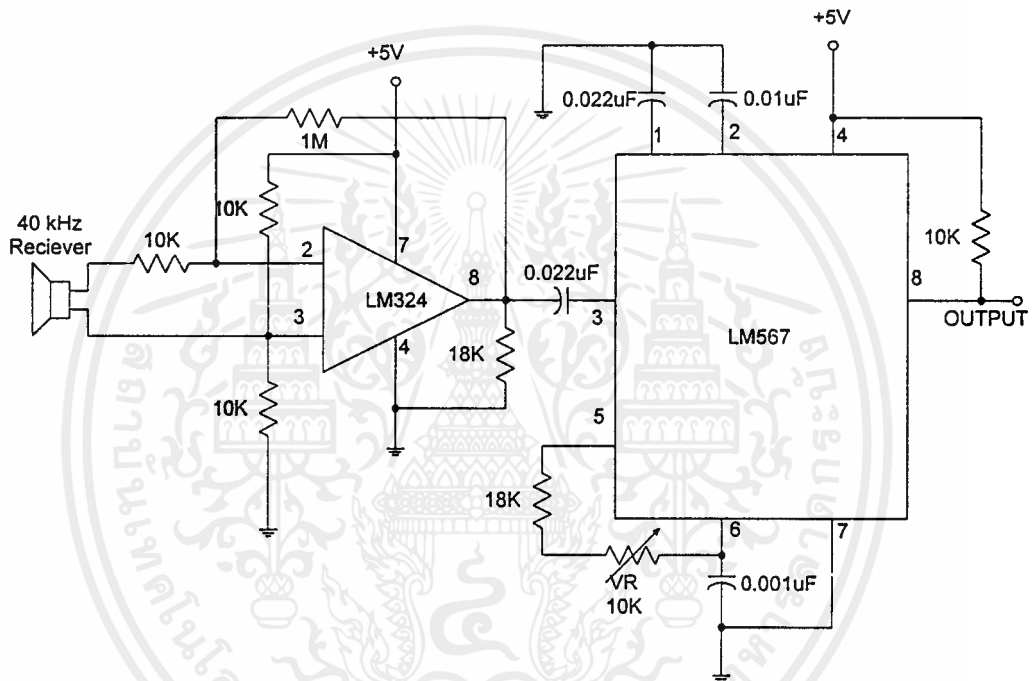 +5V
+5V
0.022uF
0.01uF
1
2
4
1M
10K
40 kHz
Reciever
10K
2
7
LM324
8
0.022uF
3
3
4
18K
10K
10K
8
OUTPUT
LM567
5
18K
6
7
VR
10K
0.001uF